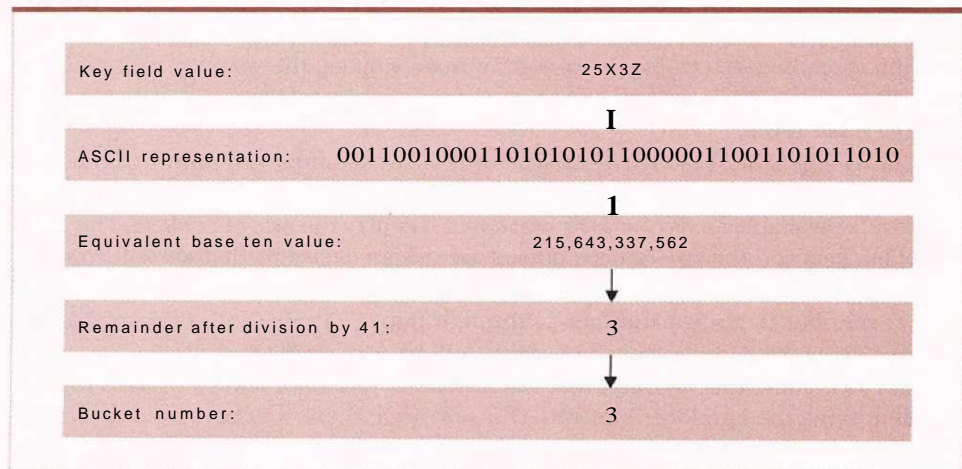 Key field value: 25X3Z
I
ASCII representation: 0011001000110101010110000011001101011010
1
Equivalent base ten value: 215,643,337,562
Remainder after division by 41: 3
Bucket number: 3